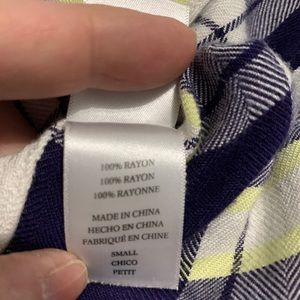 100% RAYON
100% RAYON
100% RAYONNE
MADE IN CHINA
HECHO EN CHINA
FABRIQUÉ EN CHINE
SMALL
CHICO
PETIT